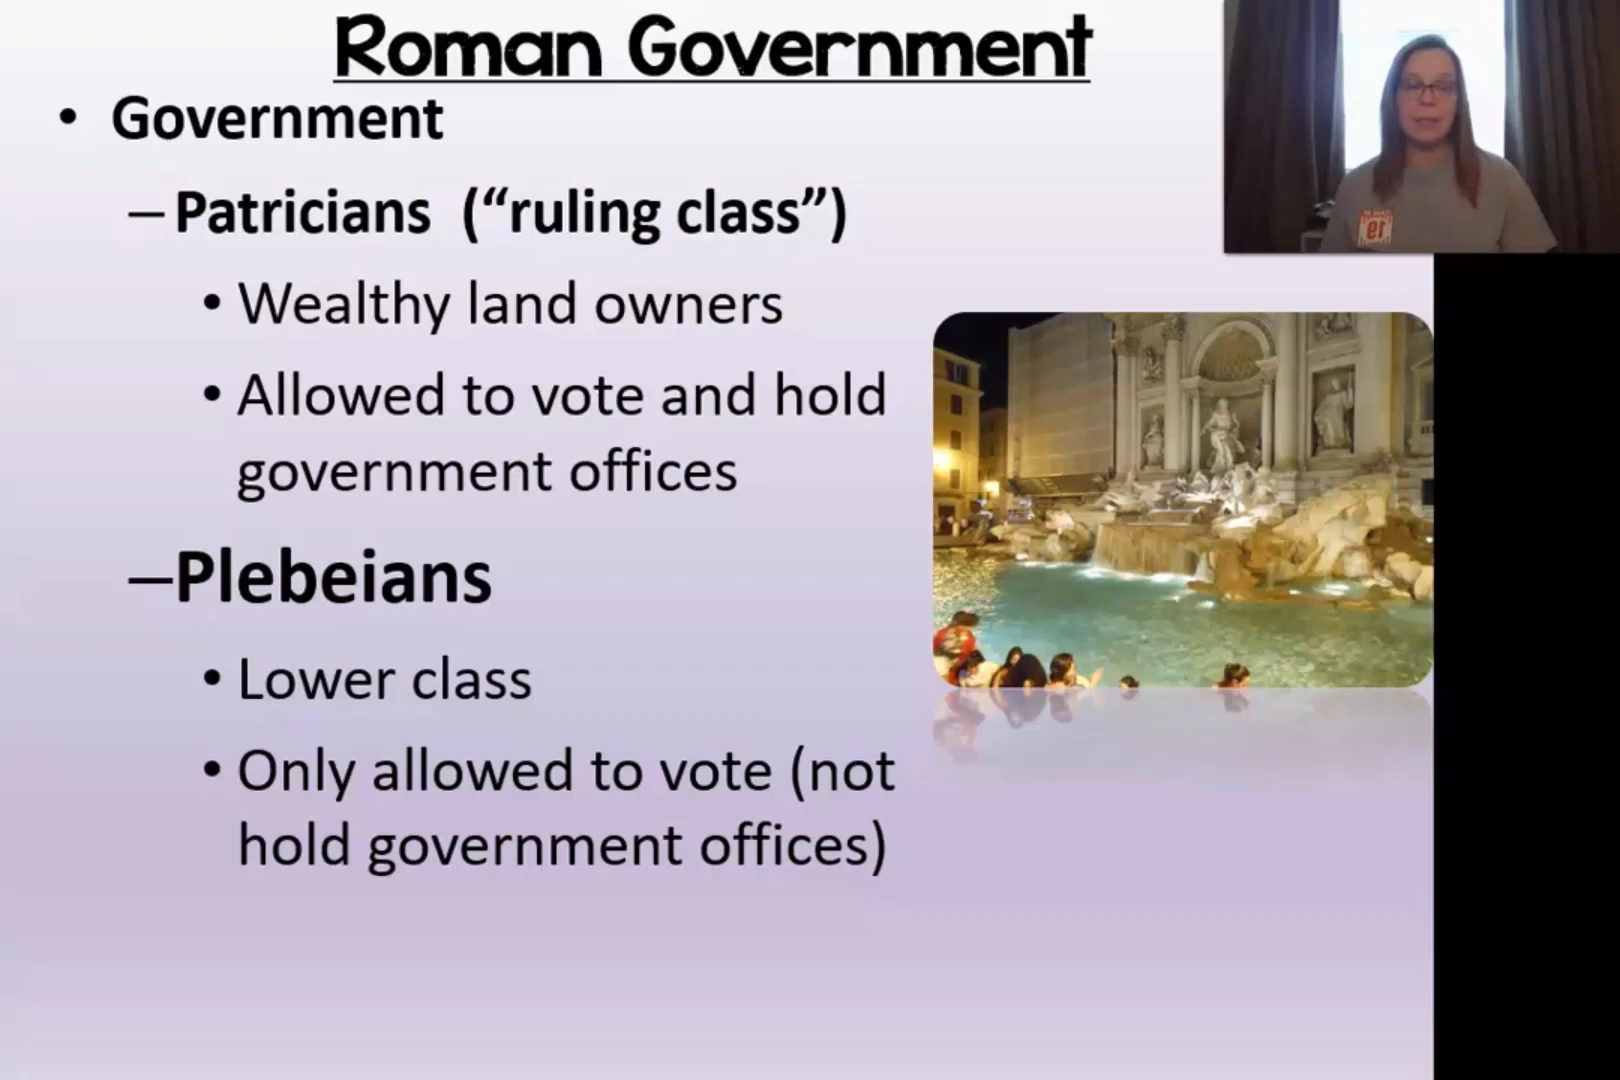 Roman Government
• Government
– Patricians (“ruling class”)
• Wealthy land owners
• Allowed to vote and hold
government offices
–Plebeians
• Lower class
• Only allowed to vote (not
hold government offices)